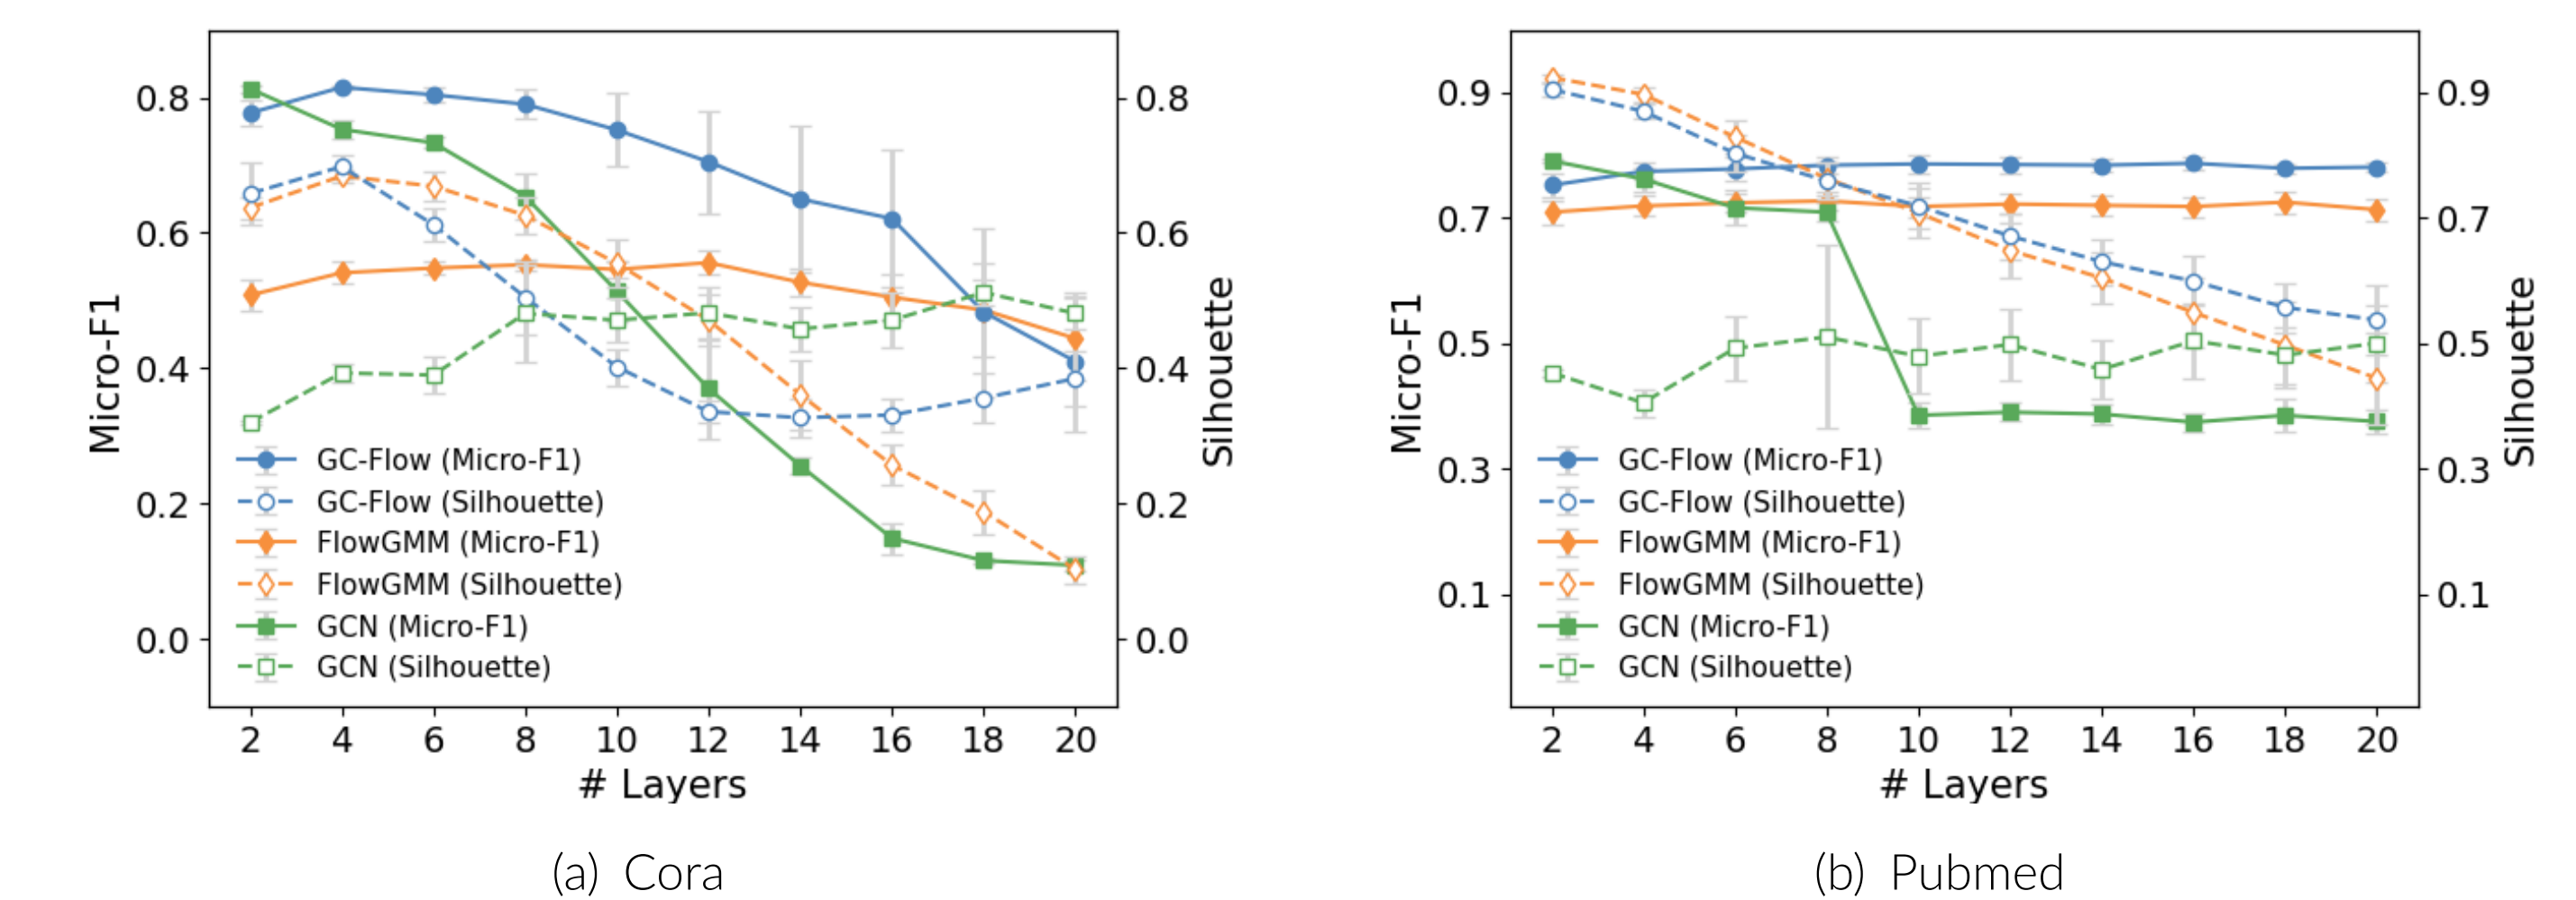 Micro-F1
0.8
0.6
0.4
0.2
0.0
GC-Flow (Micro-F1)
GC-Flow (Silhouette)
FlowGMM (Micro-F1)
FlowGMM (Silhouette)
GCN (Micro-F1)
GCN (Silhouette)
2 4 6 8 10 12 14 16 18 20
# Layers
0.8
0.6
0.4
0.2
0.0
Silhouette
(a) Cora
Micro-F1
0.9
0.7
0.5
0.3
0.1
GC-Flow (Micro-F1)
GC-Flow (Silhouette)
FlowGMM (Micro-F1)
FlowGMM (Silhouette)
GCN (Micro-F1)
GCN (Silhouette)
2 4 6 8 10 12 14 16 18 20
# Layers
0.9
0.7
0.5
0.3
0.1
Silhouette
(b) Pubmed